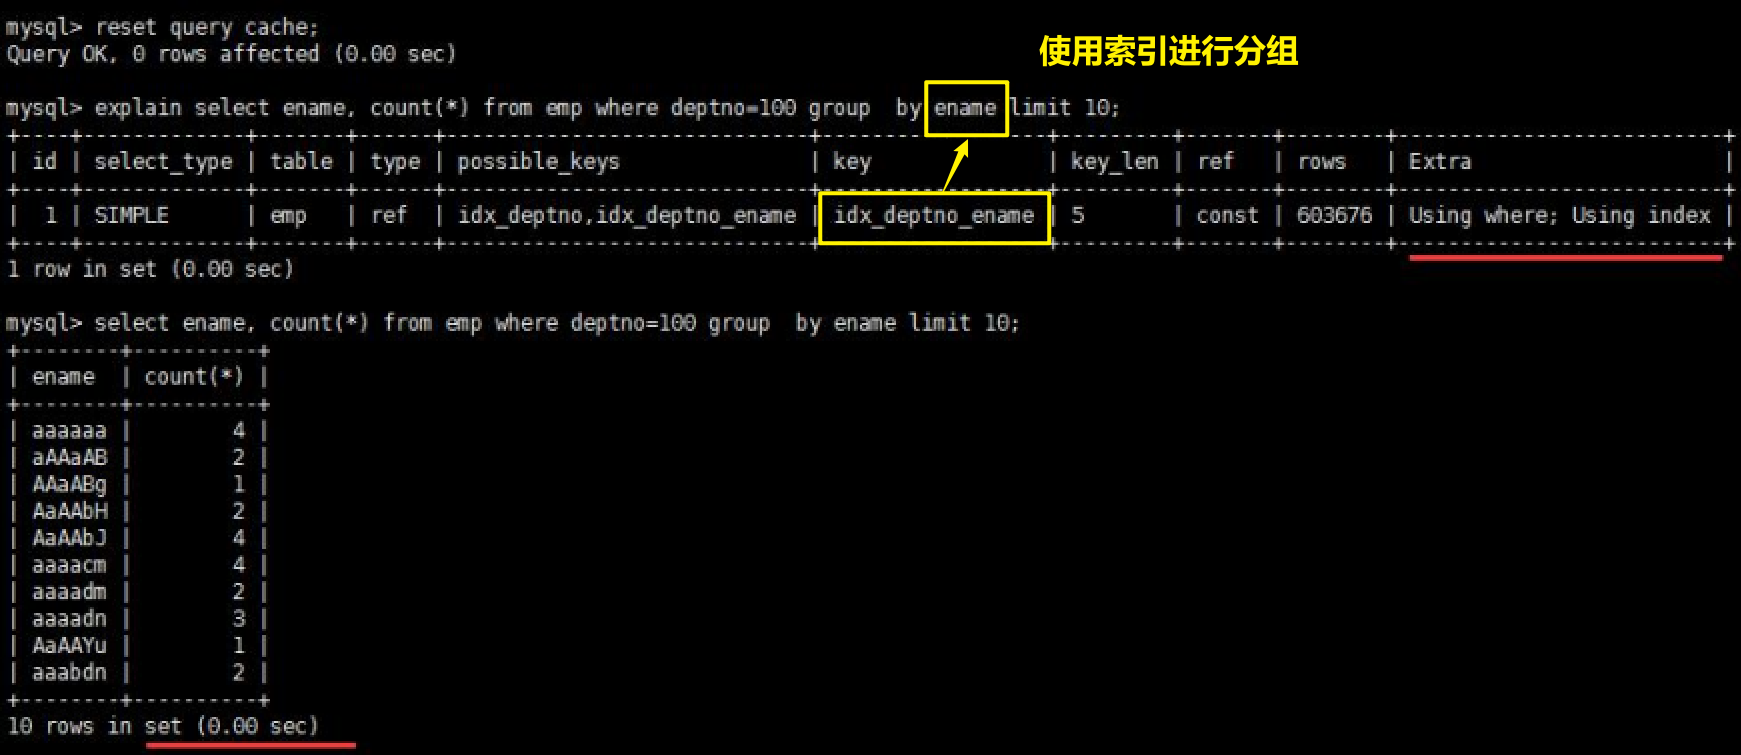 mysql> reset query cache;
Query OK, 0 rows affected (0.00 sec)
使用索引进行分组
mysql> explain select ename, count(*) from emp where deptno=100 group  by ename limit 10;
+----+-------------+-------+------+---------------------------+------------------+---------+-------+--------+--------------------------+
| id | select_type | table | type | possible_keys | key | key_len | ref | rows | Extra |
+----+-------------+-------+------+---------------------------+------------------+---------+-------+--------+--------------------------+
| 1 | SIMPLE | emp | ref | idx_deptno,idx_deptno_ename | idx_deptno_ename | 5 | const | 603676 | Using where; Using index |
+----+-------------+-------+------+---------------------------+------------------+---------+-------+--------+--------------------------+
1 row in set (0.00 sec)
mysql> select ename, count(*) from emp where deptno=100 group  by ename limit 10;
+--------+----------+
| ename  | count(*) |
+--------+----------+
| aaaaaa |        4 |
| aAAaAB |        2 |
| AAaABg |        1 |
| AaAAbH |        2 |
| AaAAbJ |        4 |
| aaaacm |        4 |
| aaaadm |        2 |
| aaaadn |        3 |
| AaAAYu |        1 |
| aaabdn |        2 |
+--------+----------+
10 rows in set (0.00 sec)